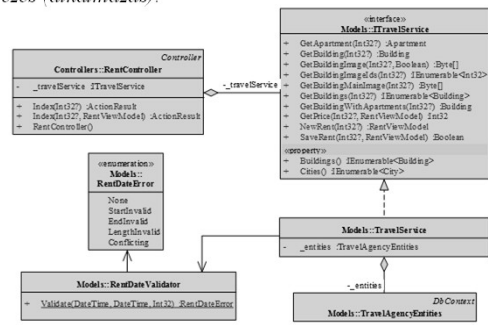 «interface»
Models::ITravelService
+ GetApartment(Int32?) :Apartment
+ GetBuilding(Int32?) :Building
+ GetBuildingImage(Int32?, Boolean) :Byte[]
+ GetBuildingImageIds(Int32?) :IEnumerable<Int32>
+ GetBuildingMainImage(Int32?) :Byte[]
+ GetBuildings(Int32?) :IEnumerable<Building>
+ GetBuildingWithApartments(Int32?) :Building
+ GetPrice(Int32?, RentViewModel) :Int32
+ NewRent(Int32?) :RentViewModel
+ SaveRent(Int32?, RentViewModel) :Boolean
«property»
+ Buildings() :IEnumerable<Building>
+ Cities() :IEnumerable<City>
Controller
Controllers::RentController
- _travelService :ITravelService
+ Index(Int32?) :ActionResult
+ Index(Int32?, RentViewModel) :ActionResult
+ RentController()
-_travelService
«enumeration»
Models::
RentDateError
None
StartInvalid
EndInvalid
LengthInvalid
Conflicting
Models::TravelService
- _entities :TravelAgencyEntities
Models::RentDateValidator
+ Validate(DateTime, DateTime, Int32) :RentDateError
-_entities
DbContext
Models::TravelAgencyEntities